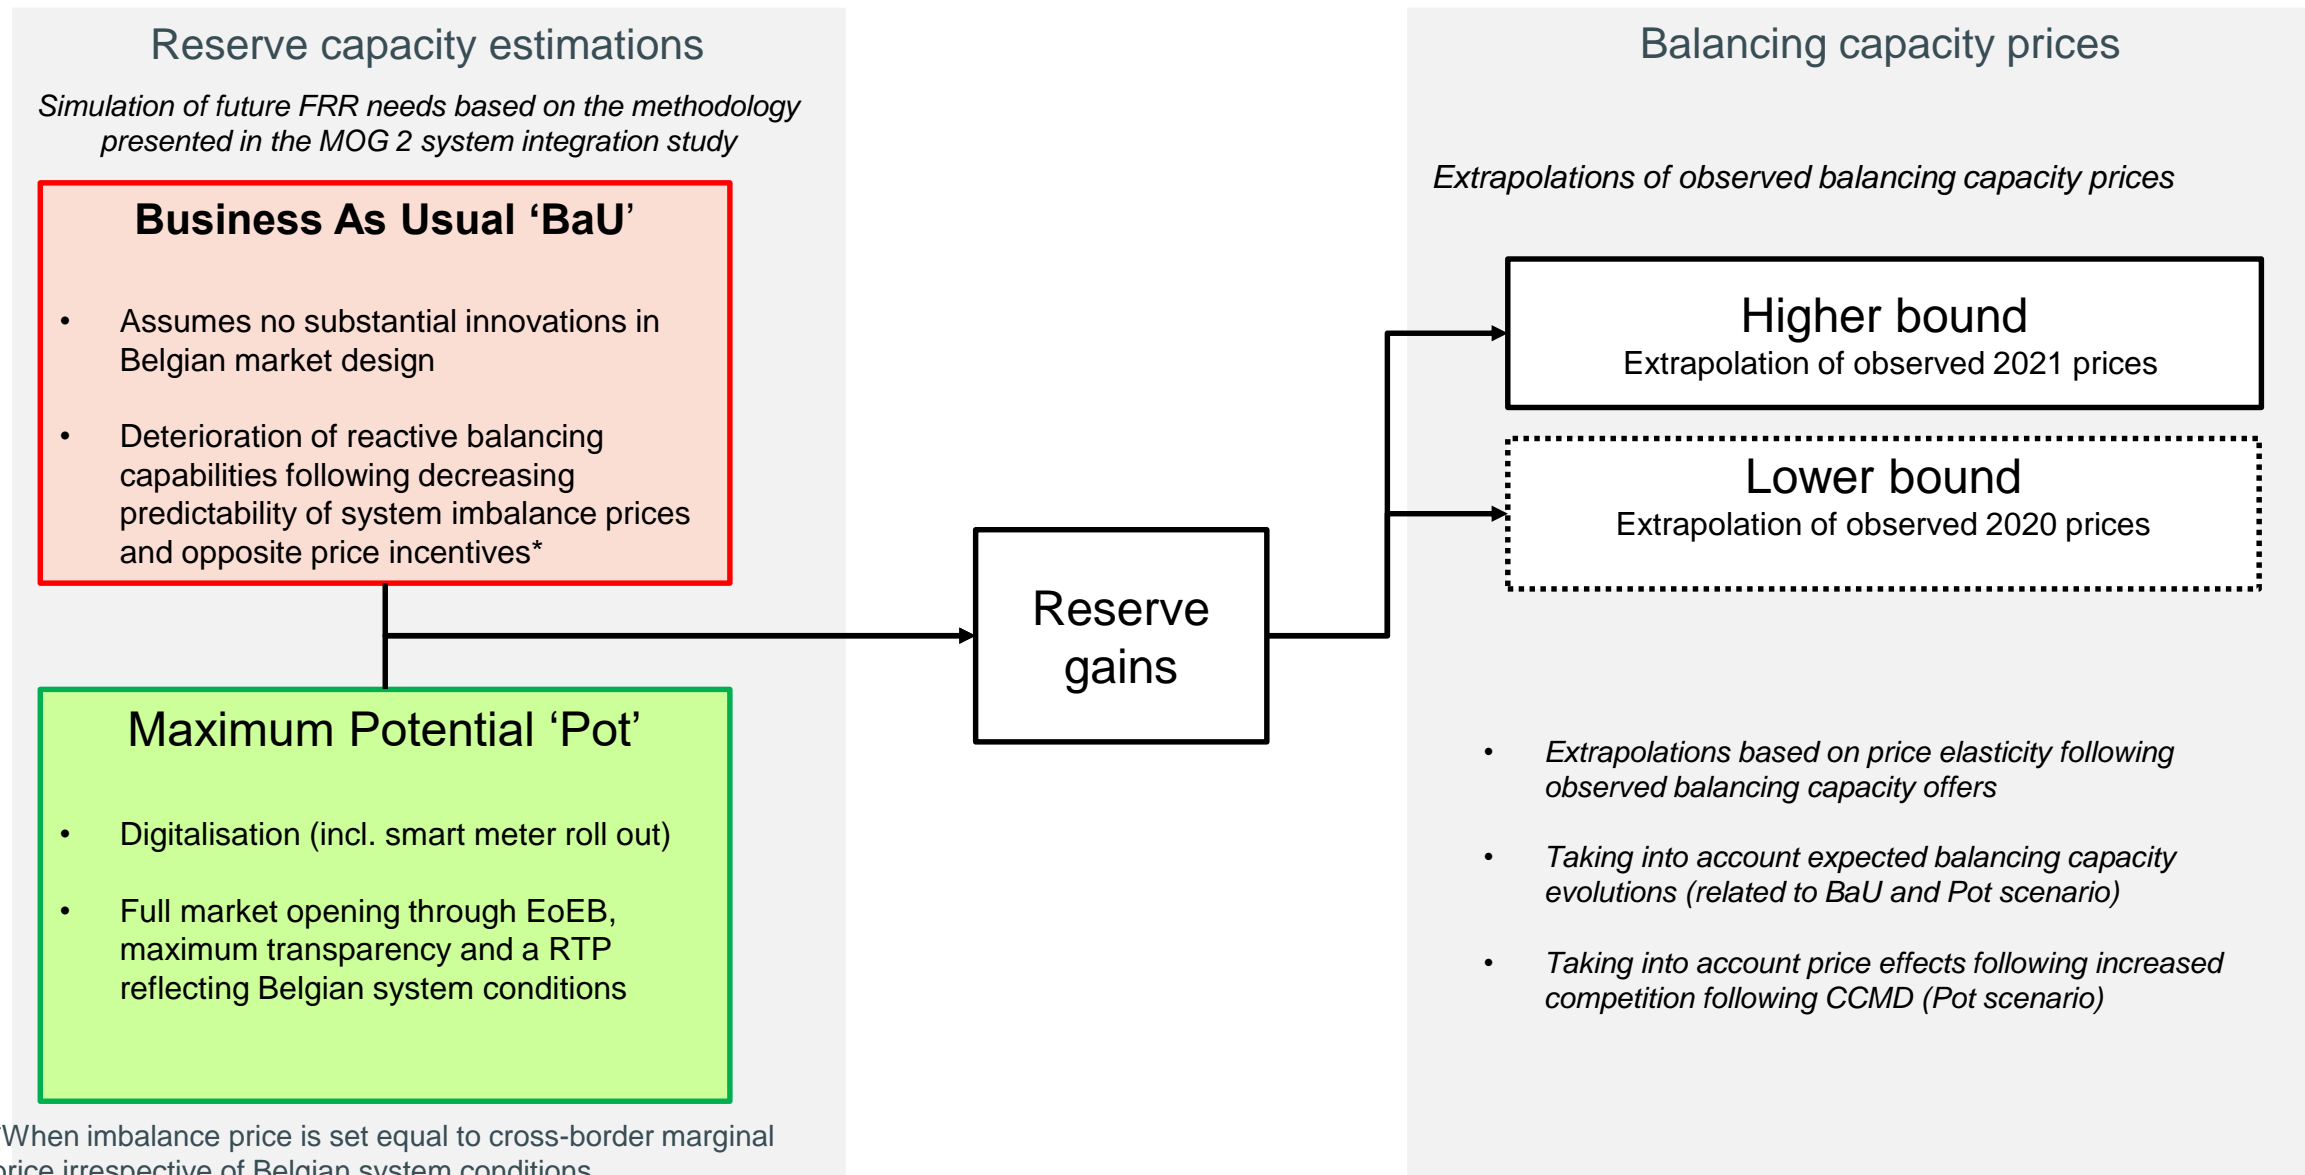 Reserve capacity estimations
Simulation of future FRR needs based on the methodology
presented in the MOG 2 system integration study
Business As Usual ‘BaU’
• Assumes no substantial innovations in
Belgian market design
• Deterioration of reactive balancing
capabilities following decreasing
predictability of system imbalance prices
and opposite price incentives*
Maximum Potential ‘Pot’
• Digitalisation (incl. smart meter roll out)
• Full market opening through EoEB,
maximum transparency and a RTP
reflecting Belgian system conditions
*When imbalance price is set equal to cross-border marginal
price irrespective of Belgian system conditions
Reserve
gains
Balancing capacity prices
Extrapolations of observed balancing capacity prices
Higher bound
Extrapolation of observed 2021 prices
Lower bound
Extrapolation of observed 2020 prices
• Extrapolations based on price elasticity following
observed balancing capacity offers
• Taking into account expected balancing capacity
evolutions (related to BaU and Pot scenario)
• Taking into account price effects following increased
competition following CCMD (Pot scenario)